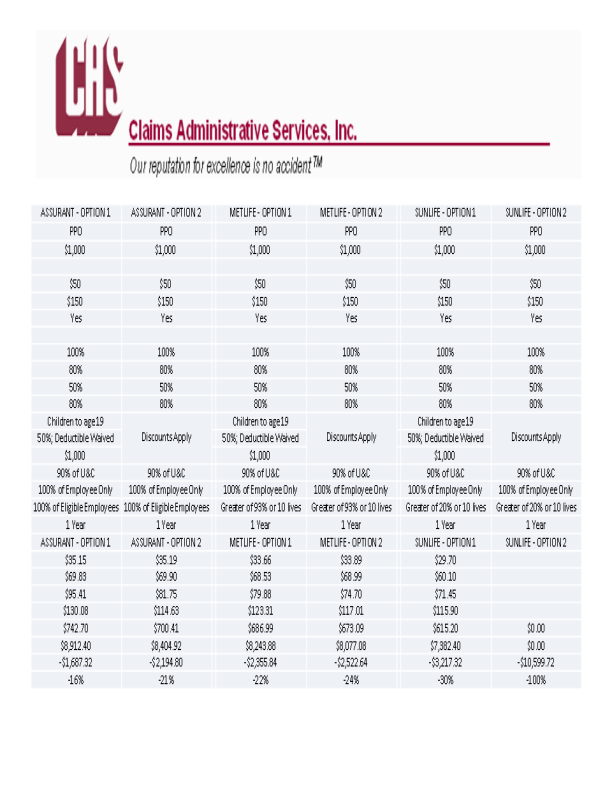 CAS
Claims Administrative Services, Inc.
Our reputation for excellence is no accident™
ASSURANT - OPTION 1 ASSURANT - OPTION 2 METLIFE - OPTION 1 METLIFE - OPTION 2 SUNLIFE - OPTION 1 SUNLIFE - OPTION 2
PPO PPO PPO PPO PPO PPO
$1,000 $1,000 $1,000 $1,000 $1,000 $1,000
$50 $50 $50 $50 $50 $50
$150 $150 $150 $150 $150 $150
Yes Yes Yes Yes Yes Yes
100% 100% 100% 100% 100% 100%
80% 80% 80% 80% 80% 80%
50% 50% 50% 50% 50% 50%
80% 80% 80% 80% 80% 80%
Children to age 19 Children to age 19 Children to age 19
50%; Deductible Waived Discounts Apply 50%; Deductible Waived Discounts Apply 50%; Deductible Waived Discounts Apply
$1,000 $1,000 $1,000
90% of U&C 90% of U&C 90% of U&C 90% of U&C 90% of U&C 90% of U&C
100% of Employee Only 100% of Employee Only 100% of Employee Only 100% of Employee Only 100% of Employee Only 100% of Employee Only
100% of Eligible Employees 100% of Eligible Employees Greater of 93% or 10 lives Greater of 93% or 10 lives Greater of 20% or 10 lives Greater of 20% or 10 lives
1 Year 1 Year 1 Year 1 Year 1 Year 1 Year
ASSURANT - OPTION 1 ASSURANT - OPTION 2 METLIFE - OPTION 1 METLIFE - OPTION 2 SUNLIFE - OPTION 1 SUNLIFE - OPTION 2
$35.15 $35.19 $33.66 $33.89 $29.70
$69.83 $69.90 $68.53 $68.99 $60.10
$95.41 $81.75 $79.88 $74.70 $71.45
$130.08 $114.63 $123.31 $117.01 $115.90
$742.70 $700.41 $686.99 $673.09 $615.20 $0.00
$8,912.40 $8,404.92 $8,243.88 $8,077.08 $7,382.40 $0.00
-$1,687.32 -$2,194.80 -$2,355.84 -$2,522.64 -$3,217.32 -$10,599.72
-16% -21% -22% -24% -30% -100%